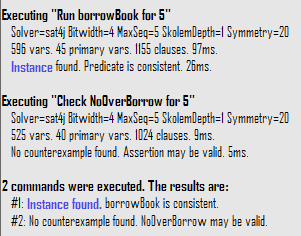 Executing "Run borrowBook for 5"
Solver=sat4j Bitwidth=4 MaxSeq=5 SkolemDepth=1 Symmetry=20
596 vars. 45 primary vars. 1155 clauses. 97ms.
Instance found. Predicate is consistent. 26ms.
Executing "Check NoOverBorrow for 5"
Solver=sat4j Bitwidth=4 MaxSeq=5 SkolemDepth=1 Symmetry=20
525 vars. 40 primary vars. 1024 clauses. 9ms.
No counterexample found. Assertion may be valid. 5ms.
2 commands were executed. The results are:
#1: Instance found. borrowBook is consistent.
#2: No counterexample found. NoOverBorrow may be valid.